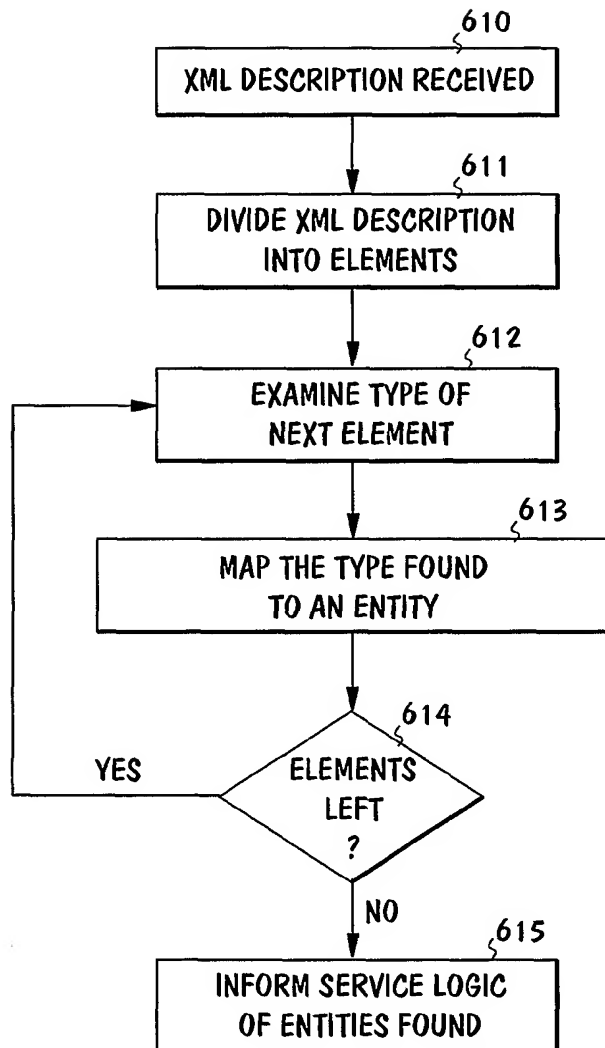 610
XML DESCRIPTION RECEIVED
611
DIVIDE XML DESCRIPTION
INTO ELEMENTS
612
EXAMINE TYPE OF
NEXT ELEMENT
613
MAP THE TYPE FOUND
TO AN ENTITY
614
YES
ELEMENTS
LEFT
?
NO
615
INFORM SERVICE LOGIC
OF ENTITIES FOUND